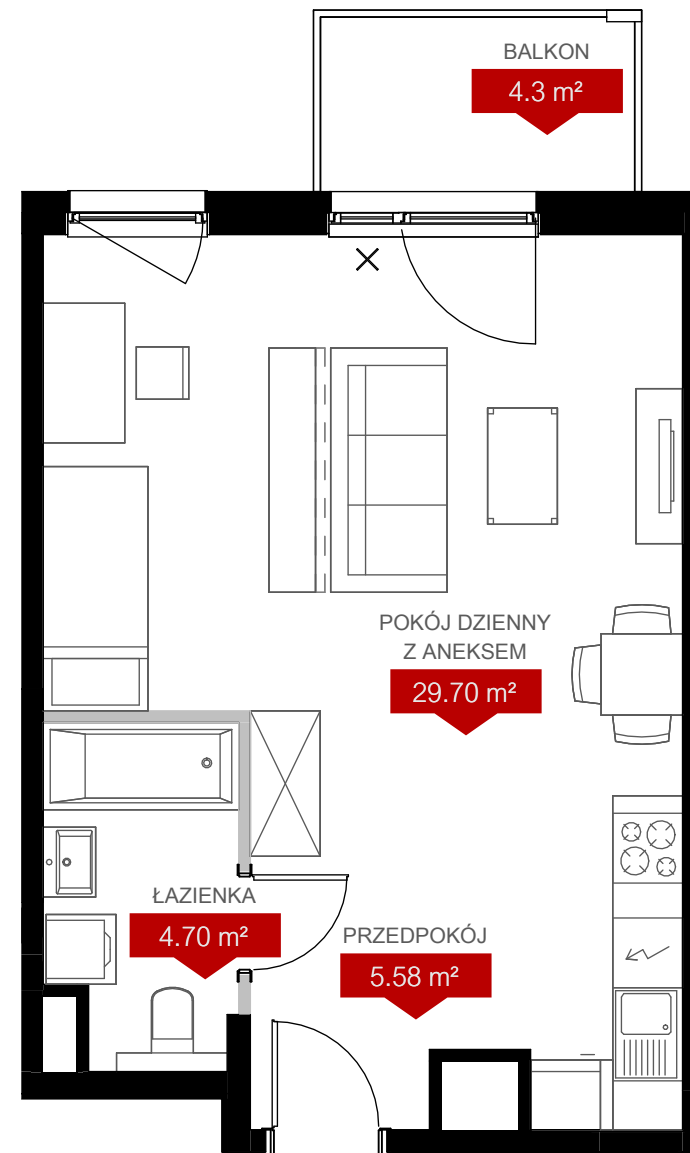 BALKON
4.3 m²
POKÓJ DZIENNY
Z ANEKSEM
29.70 m²
ŁAZIENKA
4.70 m²
PRZEDPOKÓJ
5.58 m²